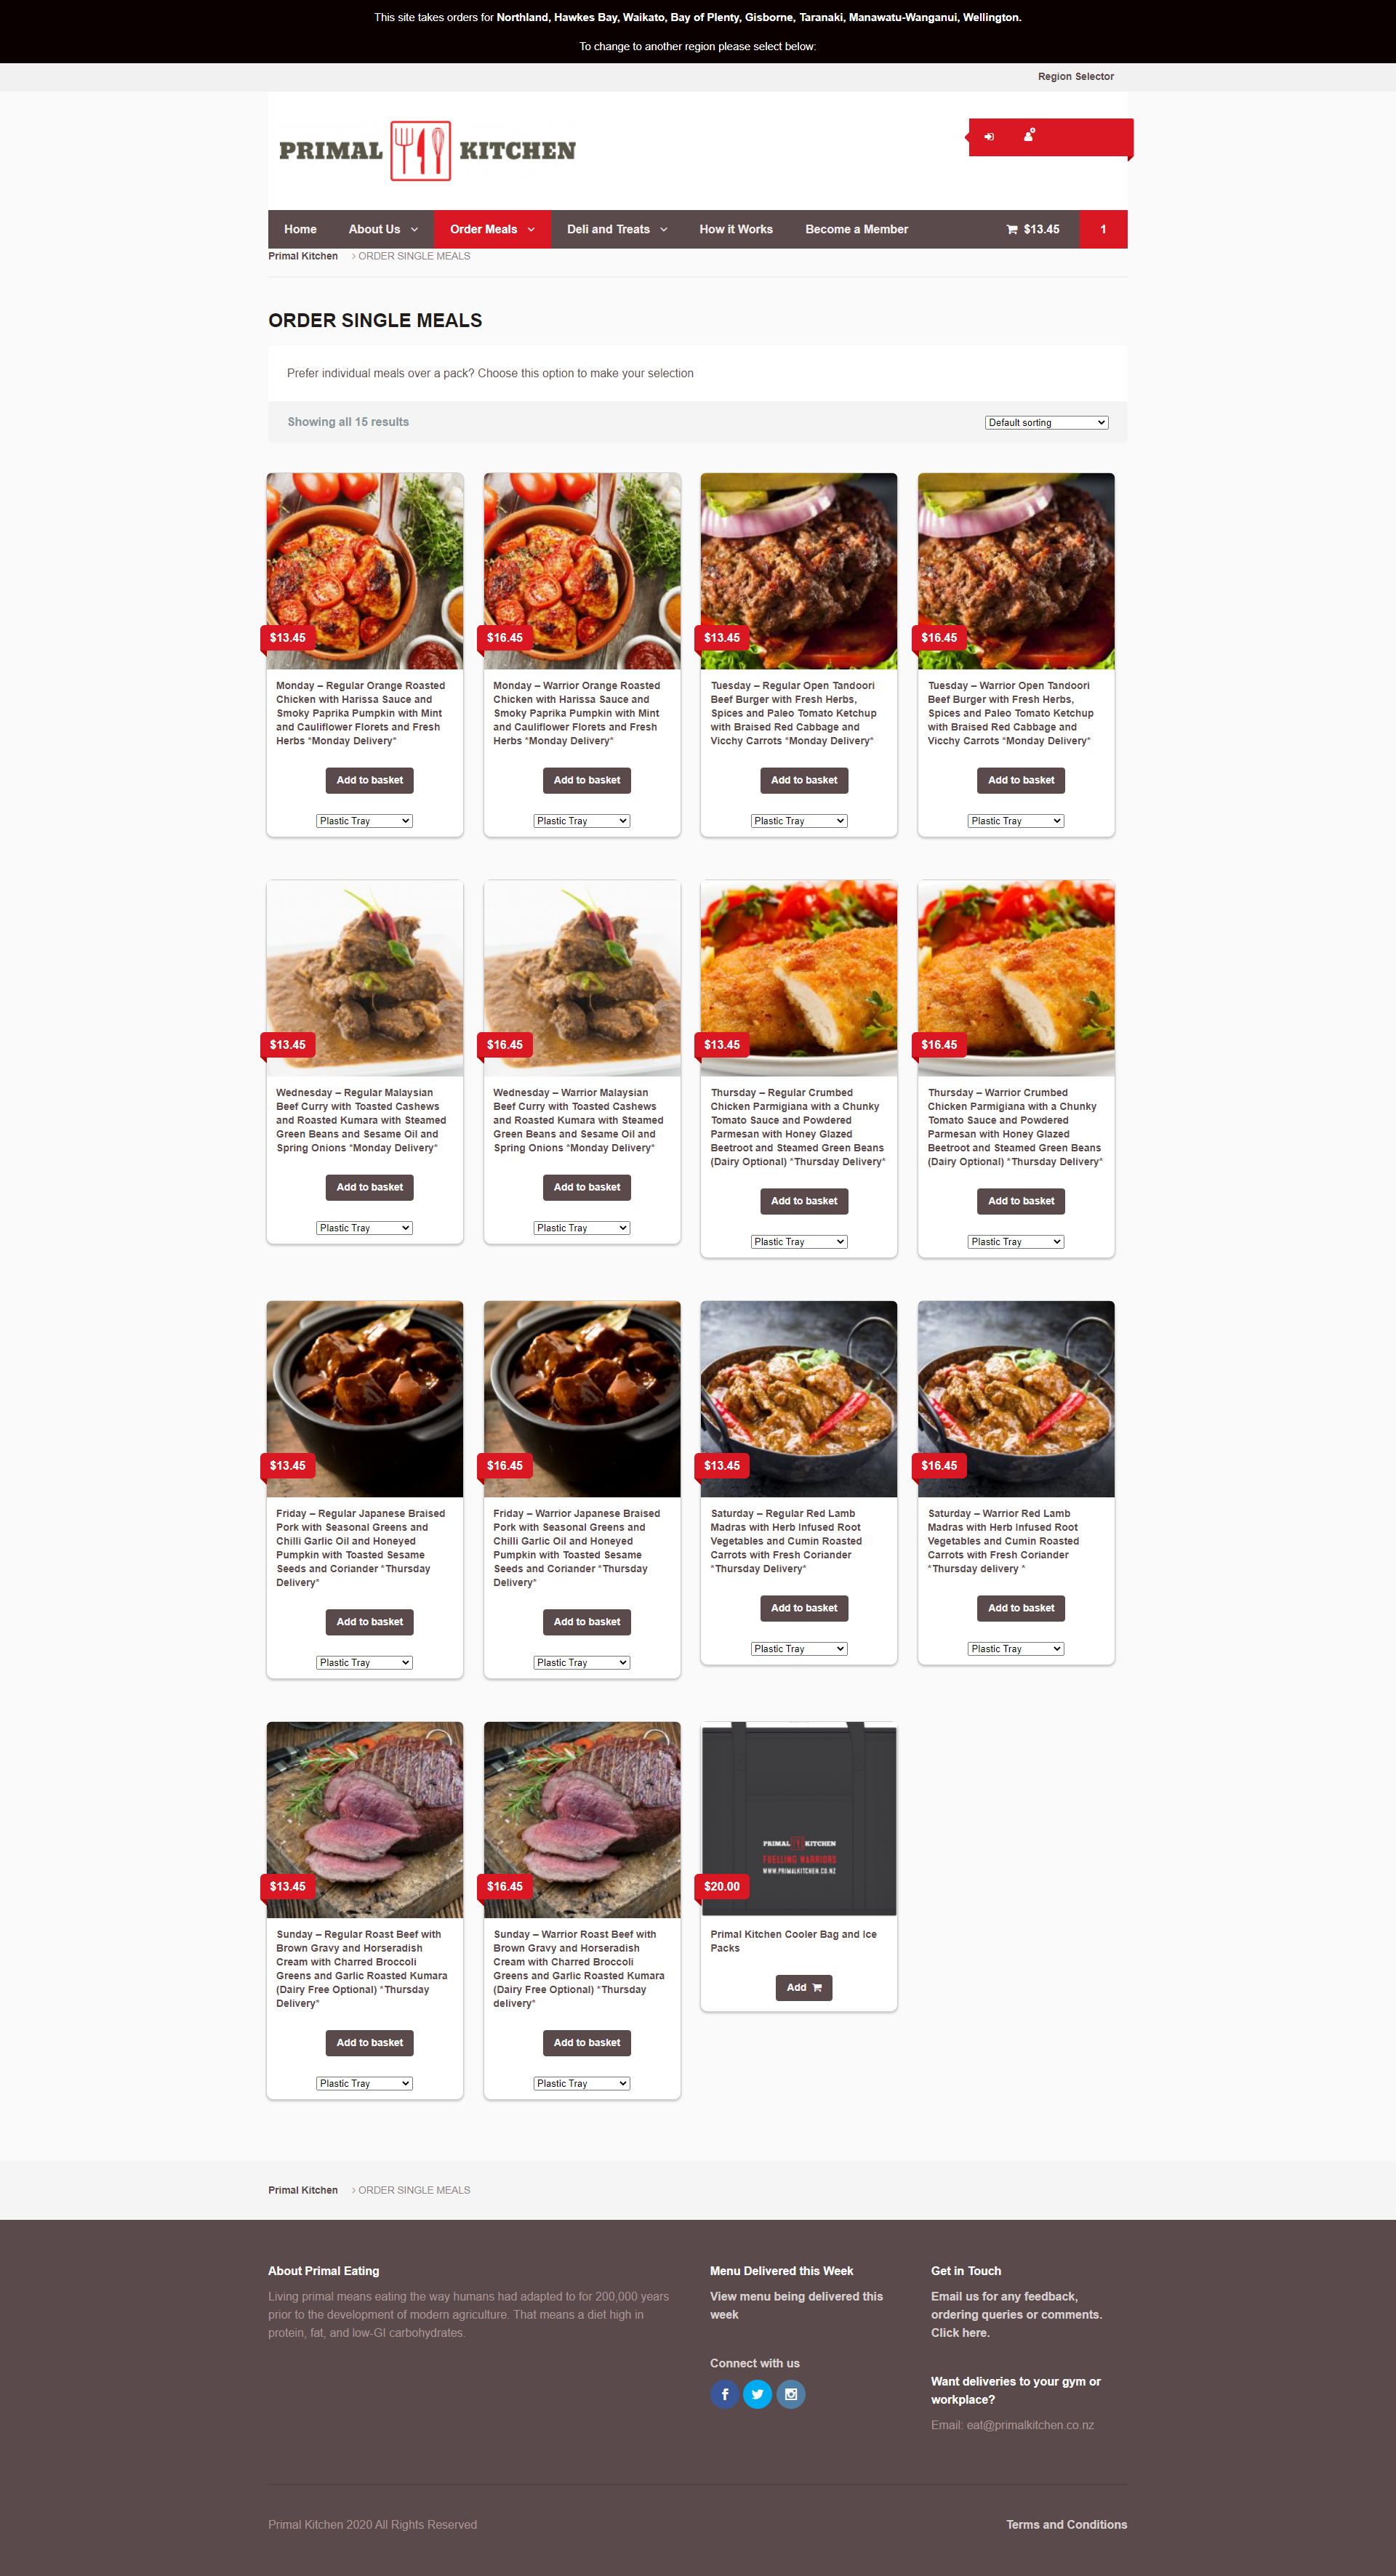 This site takes orders for Northland, Hawkes Bay, Waikato, Bay of Plenty, Gisborne, Taranaki, Manawatu-Wanganui, Wellington.
To change to another region please select below:
Region Selector
PRIMAL KITCHEN
0
Home About Us Order Meals Deli and Treats How it Works Become a Member $13.45 1
Primal Kitchen > ORDER SINGLE MEALS
ORDER SINGLE MEALS
Prefer individual meals over a pack? Choose this option to make your selection
Showing all 15 results
Default sorting
$13.45
Monday – Regular Orange Roasted
Chicken with Harissa Sauce and
Smoky Paprika Pumpkin with Mint
and Cauliflower Florets and Fresh
Herbs *Monday Delivery*
Add to basket
Plastic Tray
$16.45
Monday – Warrior Orange Roasted
Chicken with Harissa Sauce and
Smoky Paprika Pumpkin with Mint
and Cauliflower Florets and Fresh
Herbs *Monday Delivery*
Add to basket
Plastic Tray
$13.45
Tuesday – Regular Open Tandoori
Beef Burger with Fresh Herbs,
Spices and Paleo Tomato Ketchup
with Braised Red Cabbage and
Vicchy Carrots *Monday Delivery*
Add to basket
Plastic Tray
$16.45
Tuesday – Warrior Open Tandoori
Beef Burger with Fresh Herbs,
Spices and Paleo Tomato Ketchup
with Braised Red Cabbage and
Vicchy Carrots *Monday Delivery*
Add to basket
Plastic Tray
$13.45
Wednesday – Regular Malaysian
Beef Curry with Toasted Cashews
and Roasted Kumara with Steamed
Green Beans and Sesame Oil and
Spring Onions *Monday Delivery*
Add to basket
Plastic Tray
$16.45
Wednesday – Warrior Malaysian
Beef Curry with Toasted Cashews
and Roasted Kumara with Steamed
Green Beans and Sesame Oil and
Spring Onions *Monday Delivery*
Add to basket
Plastic Tray
$13.45
Thursday – Regular Crumbed
Chicken Parmigiana with a Chunky
Tomato Sauce and Powdered
Parmesan with Honey Glazed
Beetroot and Steamed Green Beans
(Dairy Optional) *Thursday Delivery*
Add to basket
Plastic Tray
$16.45
Thursday – Warrior Crumbed
Chicken Parmigiana with a Chunky
Tomato Sauce and Powdered
Parmesan with Honey Glazed
Beetroot and Steamed Green Beans
(Dairy Optional) *Thursday Delivery*
Add to basket
Plastic Tray
$13.45
Friday – Regular Japanese Braised
Pork with Seasonal Greens and
Chilli Garlic Oil and Honeyed
Pumpkin with Toasted Sesame
Seeds and Coriander *Thursday
Delivery*
Add to basket
Plastic Tray
$16.45
Friday – Warrior Japanese Braised
Pork with Seasonal Greens and
Chilli Garlic Oil and Honeyed
Pumpkin with Toasted Sesame
Seeds and Coriander *Thursday
Delivery*
Add to basket
Plastic Tray
$13.45
Saturday – Regular Red Lamb
Madras with Herb Infused Root
Vegetables and Cumin Roasted
Carrots with Fresh Coriander
*Thursday Delivery*
Add to basket
Plastic Tray
$16.45
Saturday – Warrior Red Lamb
Madras with Herb Infused Root
Vegetables and Cumin Roasted
Carrots with Fresh Coriander
*Thursday delivery *
Add to basket
Plastic Tray
$13.45
Sunday – Regular Roast Beef with
Brown Gravy and Horseradish
Cream with Charred Broccoli
Greens and Garlic Roasted Kumara
(Dairy Free Optional) *Thursday
Delivery*
Add to basket
Plastic Tray
$16.45
Sunday – Warrior Roast Beef with
Brown Gravy and Horseradish
Cream with Charred Broccoli
Greens and Garlic Roasted Kumara
(Dairy Free Optional) *Thursday
delivery*
Add to basket
Plastic Tray
PRIMAL KITCHEN
FUELLING WARRIORS
WWW.PRIMALKITCHEN.CO.NZ
$20.00
Primal Kitchen Cooler Bag and Ice
Packs
Add
Primal Kitchen > ORDER SINGLE MEALS
About Primal Eating
Living primal means eating the way humans had adapted to for 200,000 years
prior to the development of modern agriculture. That means a diet high in
protein, fat, and low-GI carbohydrates.
Menu Delivered this Week
View menu being delivered this
week
Connect with us
Get in Touch
Email us for any feedback,
ordering queries or comments.
Click here.
Want deliveries to your gym or
workplace?
Email: eat@primalkitchen.co.nz
Primal Kitchen 2020 All Rights Reserved
Terms and Conditions